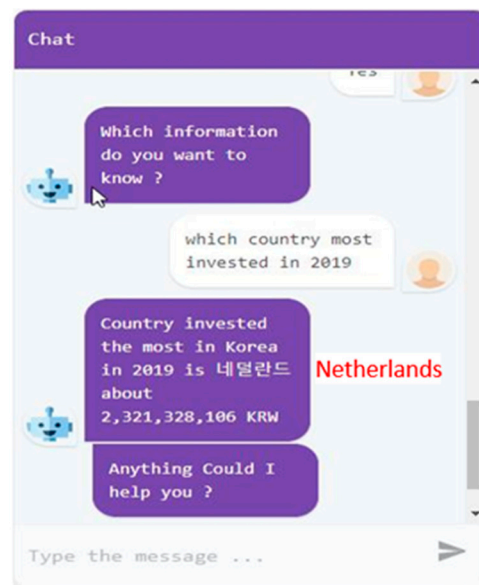 Chat
Yes
Which information
do you want to
know ?
which country most
invested in 2019
Country invested
the most in Korea
in 2019 is 네덜란드
about
2,321,328,106 KRW
Netherlands
Anything Could I
help you ?
Type the message ...